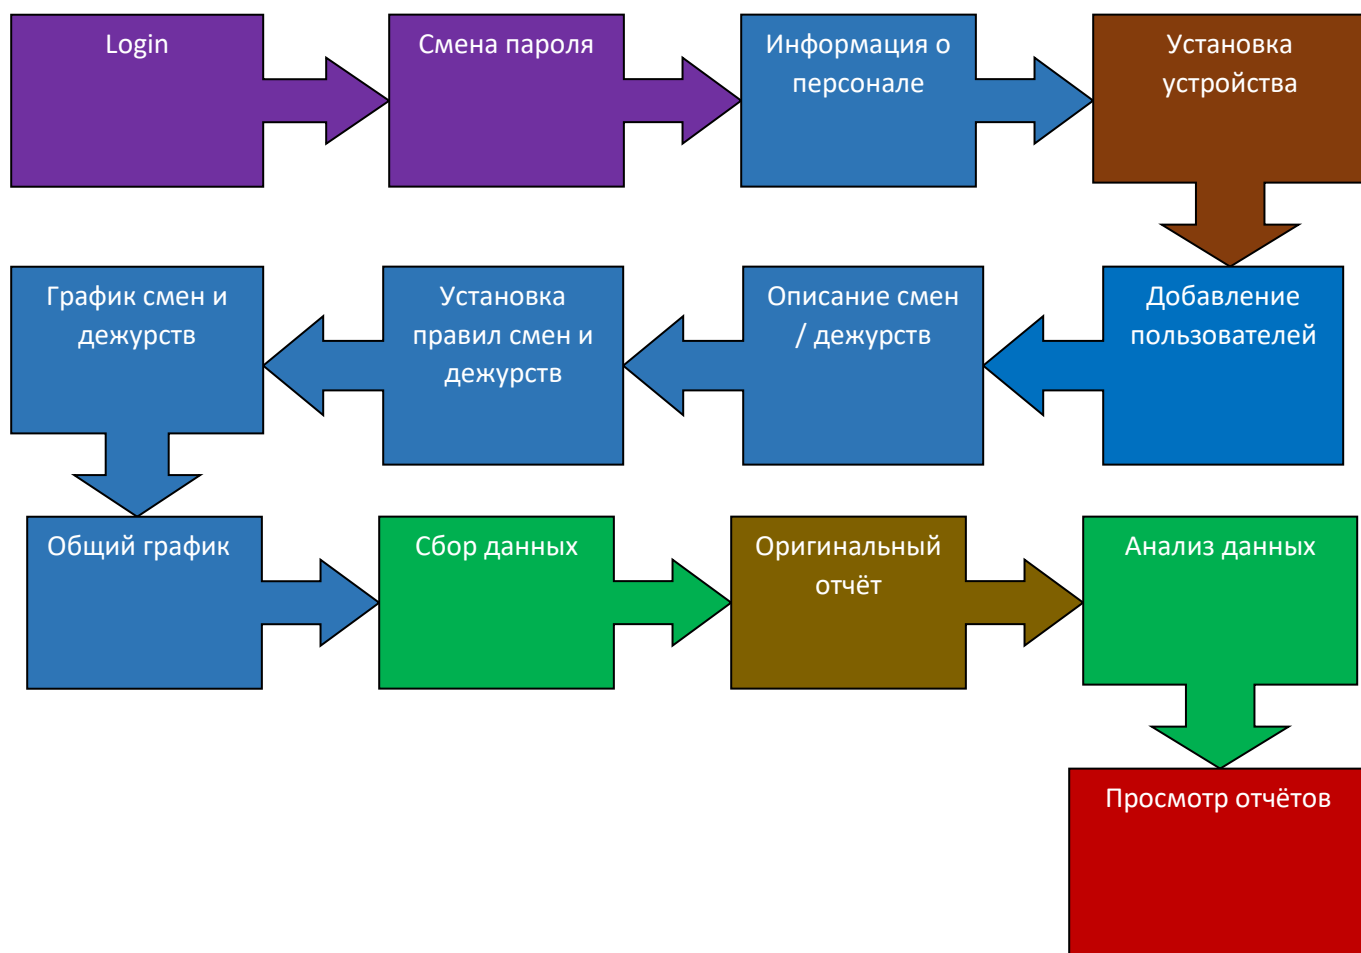 Login
Смена пароля
Информация о
персонале
Установка
устройства
График смен и
дежурств
Установка
правил смен и
дежурств
Описание смен
/ дежурств
Добавление
пользователей
Общий график
Сбор данных
Оригинальный
отчёт
Анализ данных
Просмотр отчётов